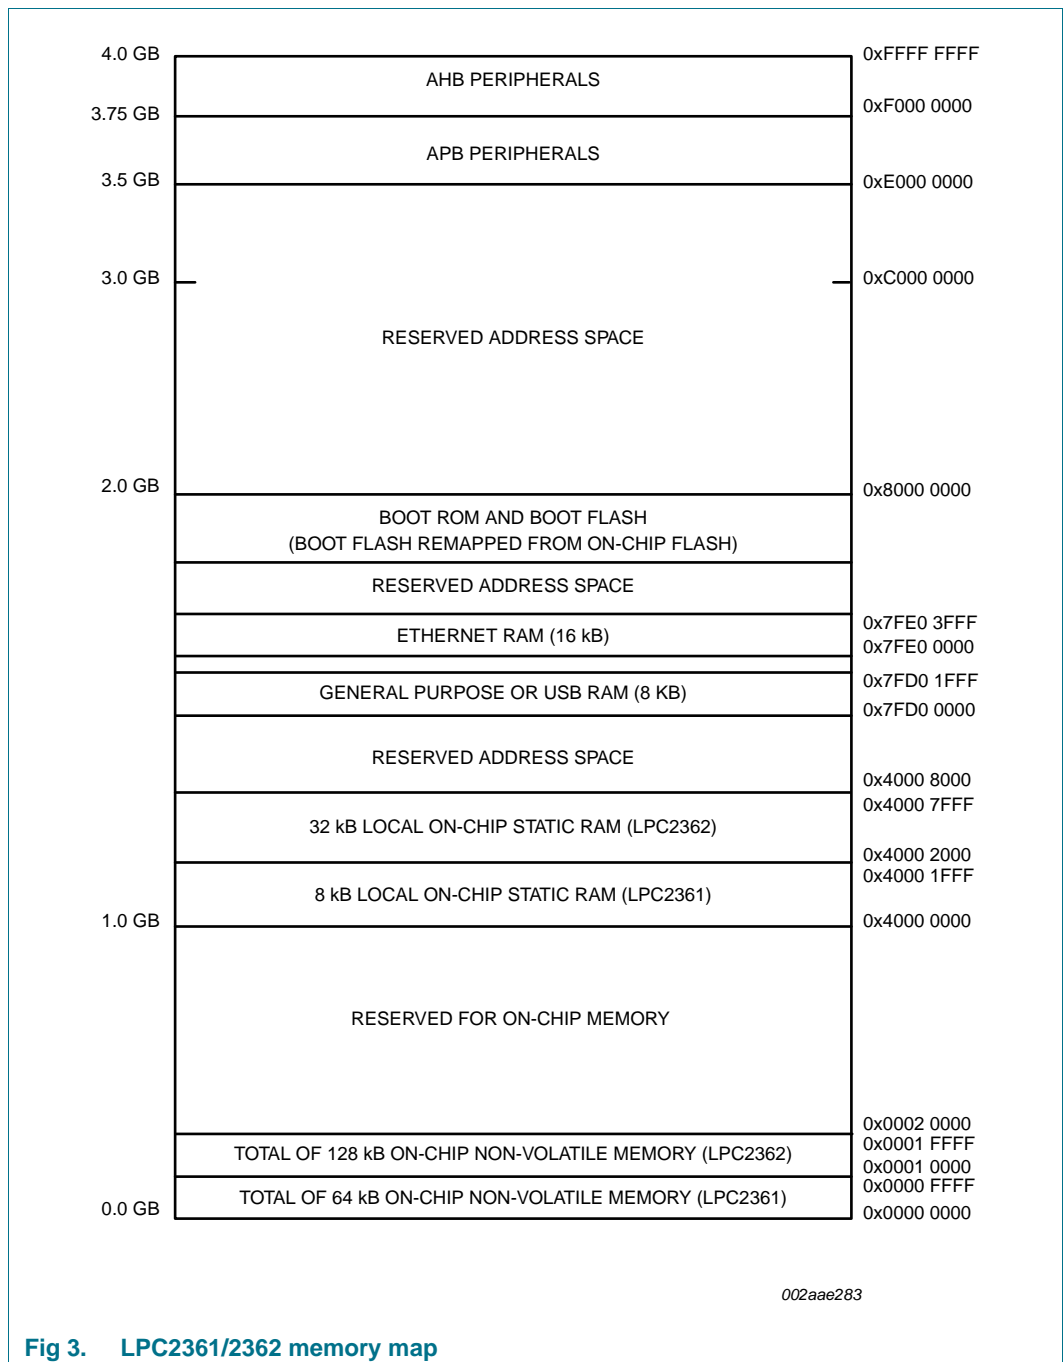 4.0 GB
0xFFFF FFFF
AHB PERIPHERALS
3.75 GB
0xF000 0000
APB PERIPHERALS
3.5 GB
0xE000 0000
3.0 GB
0xC000 0000
RESERVED ADDRESS SPACE
2.0 GB
0x8000 0000
BOOT ROM AND BOOT FLASH
(BOOT FLASH REMAPPED FROM ON-CHIP FLASH)
RESERVED ADDRESS SPACE
0x7FE0 3FFF
ETHERNET RAM (16 kB)
0x7FE0 0000
0x7FD0 1FFF
GENERAL PURPOSE OR USB RAM (8 KB)
0x7FD0 0000
RESERVED ADDRESS SPACE
0x4000 8000
0x4000 7FFF
32 kB LOCAL ON-CHIP STATIC RAM (LPC2362)
0x4000 2000
0x4000 1FFF
8 kB LOCAL ON-CHIP STATIC RAM (LPC2361)
1.0 GB
0x4000 0000
RESERVED FOR ON-CHIP MEMORY
0x0002 0000
0x0001 FFFF
TOTAL OF 128 kB ON-CHIP NON-VOLATILE MEMORY (LPC2362)
0x0001 0000
0x0000 FFFF
TOTAL OF 64 kB ON-CHIP NON-VOLATILE MEMORY (LPC2361)
0.0 GB
0x0000 0000
002aae283
Fig 3. LPC2361/2362 memory map